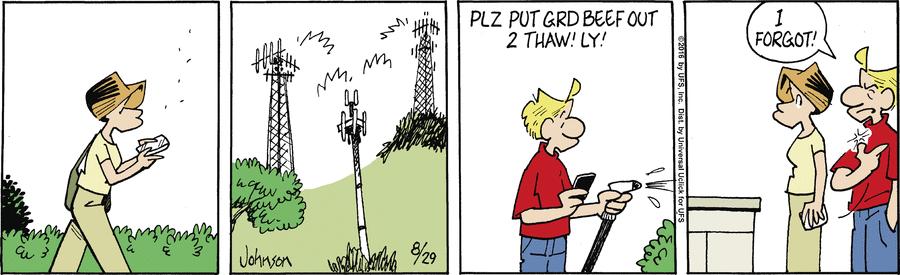 Johnson
8/29
PLZ PUT GRD BEEF OUT
2 THAW! LY!
©2016 by UFS, Inc. Dist. by Universal Uclick for UFS
I
FORGOT!